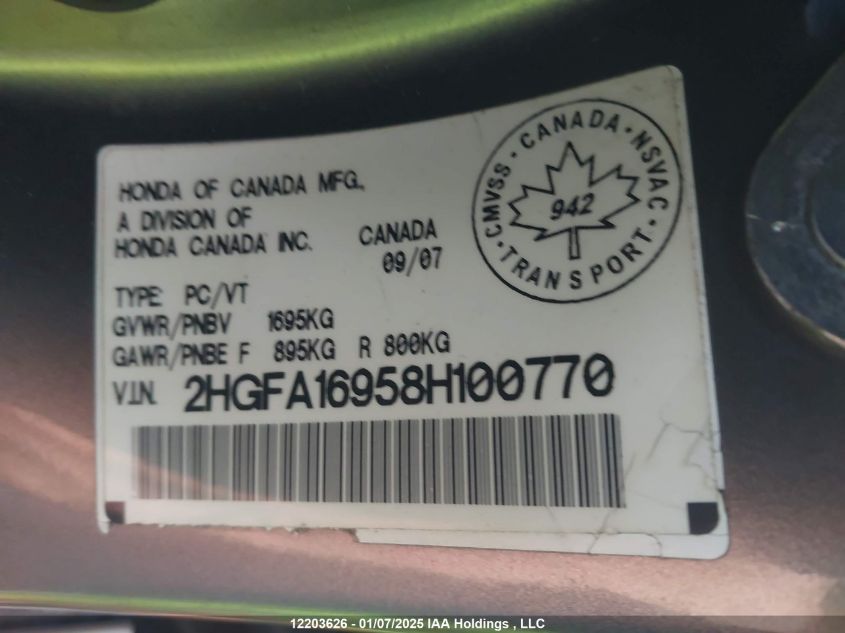 HONDA OF CANADA MFG.,
A DIVISION OF
HONDA CANADA INC. CANADA
09/07
TYPE: PC/VT
GVWR/PNBV 1695KG
GAWR/PNBE F 895KG R 800KG
V.I.N. 2HGFA16958H100770
CMVSS · CANADA · NSVAC
942
· TRANSPORT ·
12203626 - 01/07/2025 IAA Holdings , LLC